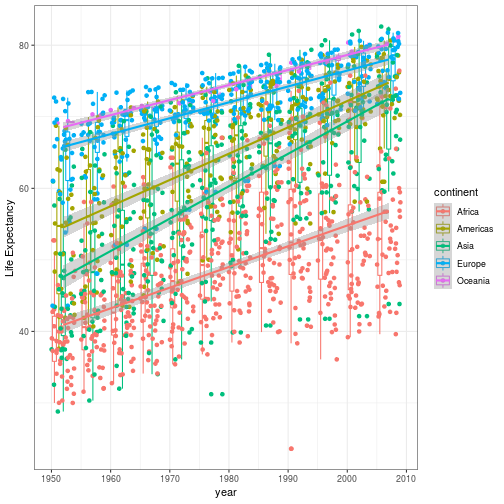 80
60
40
Life Expectancy
1950
1960
1970
1980
1990
2000
2010
year
continent
Africa
Americas
Asia
Europe
Oceania